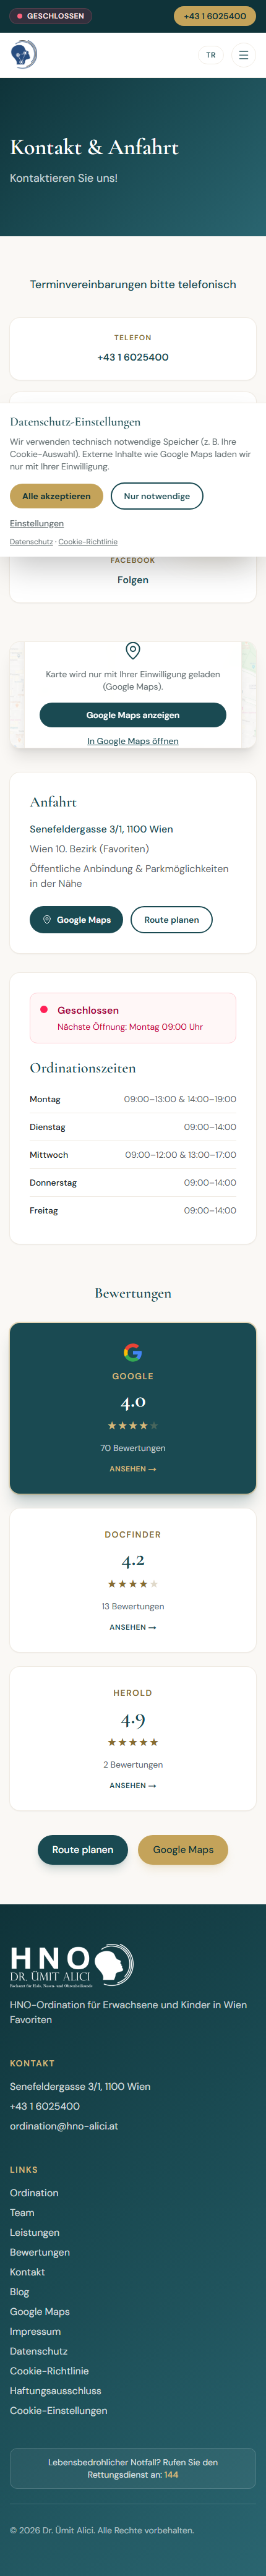 GESCHLOSSEN
+43 1 6025400
TR
Kontakt & Anfahrt
Kontaktieren Sie uns!
Terminvereinbarungen bitte telefonisch
TELEFON
+43 1 6025400
Datenschutz-Einstellungen
Wir verwenden technisch notwendige Speicher (z. B. Ihre
Cookie-Auswahl). Externe Inhalte wie Google Maps laden wir
nur mit Ihrer Einwilligung.
Alle akzeptieren
Nur notwendige
Einstellungen
Datenschutz · Cookie-Richtlinie
FACEBOOK
Folgen
Karte wird nur mit Ihrer Einwilligung geladen
(Google Maps).
Google Maps anzeigen
In Google Maps öffnen
Anfahrt
Senefeldergasse 3/1, 1100 Wien
Wien 10. Bezirk (Favoriten)
Öffentliche Anbindung & Parkmöglichkeiten
in der Nähe
Google Maps
Route planen
Geschlossen
Nächste Öffnung: Montag 09:00 Uhr
Ordinationszeiten
Montag 09:00–13:00 & 14:00–19:00
Dienstag 09:00–14:00
Mittwoch 09:00–12:00 & 13:00–17:00
Donnerstag 09:00–14:00
Freitag 09:00–14:00
Bewertungen
GOOGLE
4.0
★★★★★
70 Bewertungen
ANSEHEN →
DOCFINDER
4.2
★★★★★
13 Bewertungen
ANSEHEN →
HEROLD
4.9
★★★★★
2 Bewertungen
ANSEHEN →
Route planen
Google Maps
HNO
DR. ÜMIT ALICI
Facharzt für Hals-, Nasen- und Ohrenheilkunde
HNO-Ordination für Erwachsene und Kinder in Wien
Favoriten
KONTAKT
Senefeldergasse 3/1, 1100 Wien
+43 1 6025400
ordination@hno-alici.at
LINKS
Ordination
Team
Leistungen
Bewertungen
Kontakt
Blog
Google Maps
Impressum
Datenschutz
Cookie-Richtlinie
Haftungsausschluss
Cookie-Einstellungen
Lebensbedrohlicher Notfall? Rufen Sie den
Rettungsdienst an: 144
© 2026 Dr. Ümit Alici. Alle Rechte vorbehalten.